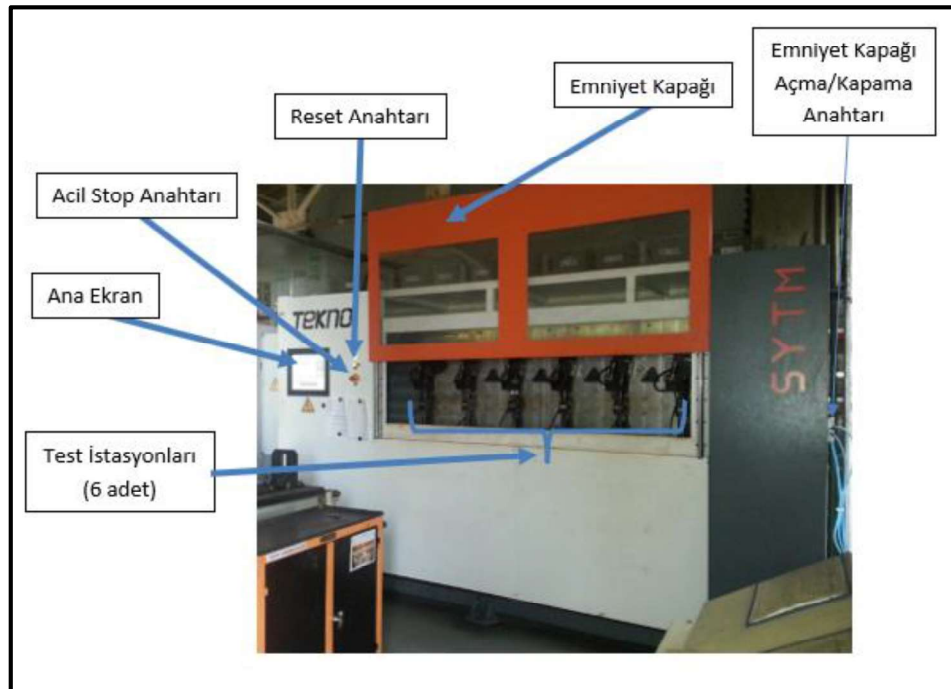 Emniyet Kapağı
Açma/Kapama
Anahtarı
Emniyet Kapağı
Reset Anahtarı
Acil Stop Anahtarı
Ana Ekran
TEKNO
SYTM
Test İstasyonları
(6 adet)